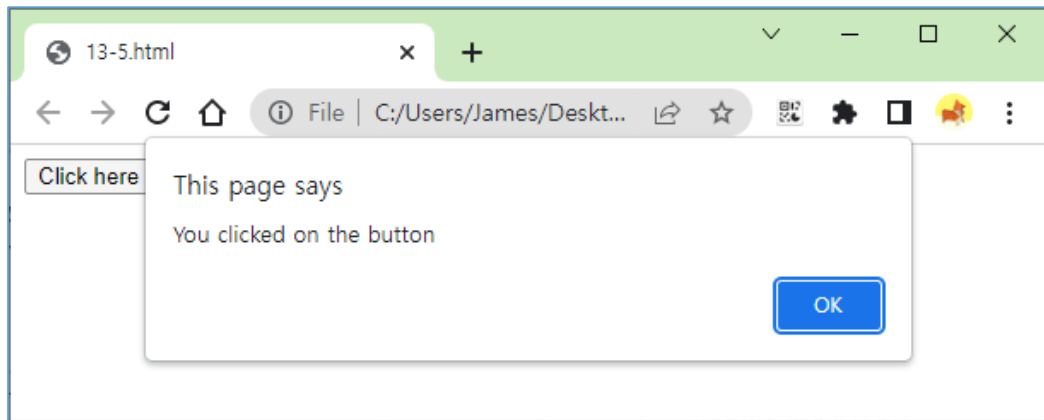 13-5.html
File C:/Users/James/Deskt...
Click here
This page says
You clicked on the button
OK